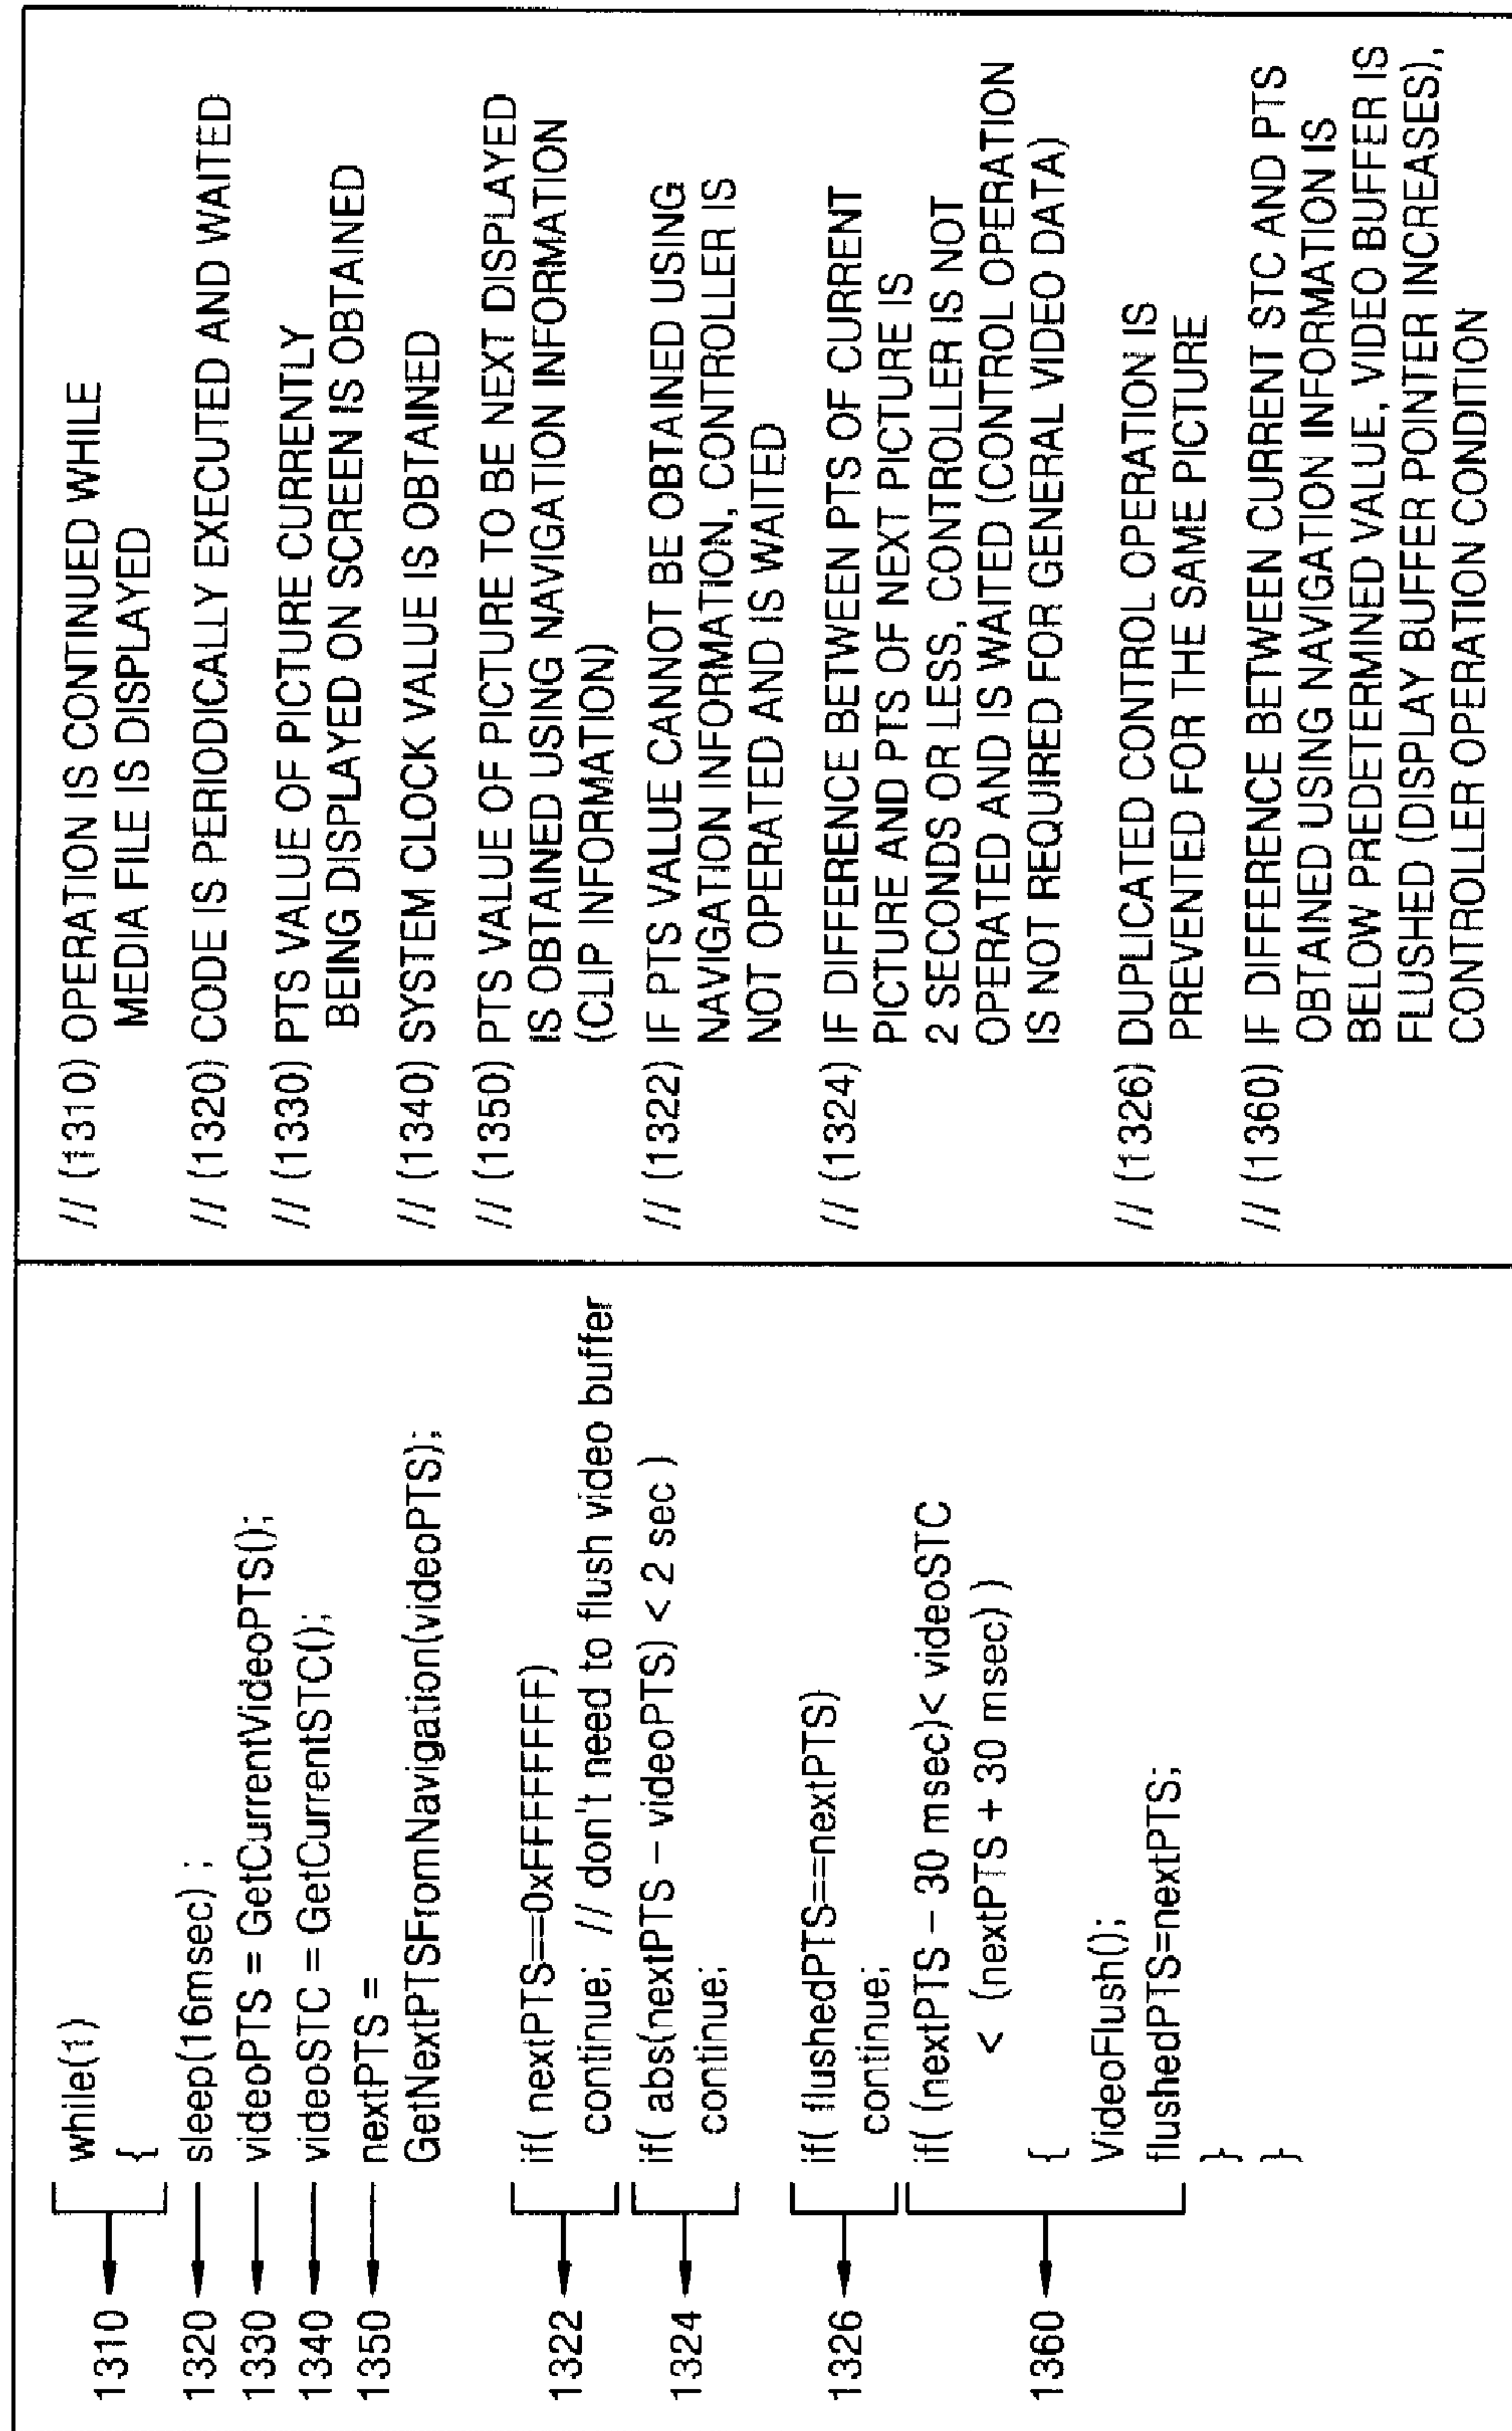 1310 while(1)
{
1320 sleep(16msec) ;
1330 videoPTS = GetCurrentVideoPTS();
1340 videoSTC = GetCurrentSTC();
1350 nextPTS =
GetNextPTSFromNavigation(videoPTS);
1322 if( nextPTS==0xFFFFFFFF)
continue; // don't need to flush video buffer
1324 if( abs(nextPTS – videoPTS) < 2 sec )
continue;
1326 if( flushedPTS==nextPTS)
continue;
1360 if( (nextPTS – 30 msec)< videoSTC
< (nextPTS + 30 msec) )
{
VideoFlush();
flushedPTS=nextPTS;
}
}
// (1310) OPERATION IS CONTINUED WHILE
MEDIA FILE IS DISPLAYED
// (1320) CODE IS PERIODICALLY EXECUTED AND WAITED
// (1330) PTS VALUE OF PICTURE CURRENTLY
BEING DISPLAYED ON SCREEN IS OBTAINED
// (1340) SYSTEM CLOCK VALUE IS OBTAINED
// (1350) PTS VALUE OF PICTURE TO BE NEXT DISPLAYED
IS OBTAINED USING NAVIGATION INFORMATION
(CLIP INFORMATION)
// (1322) IF PTS VALUE CANNOT BE OBTAINED USING
NAVIGATION INFORMATION, CONTROLLER IS
NOT OPERATED AND IS WAITED
// (1324) IF DIFFERENCE BETWEEN PTS OF CURRENT
PICTURE AND PTS OF NEXT PICTURE IS
2 SECONDS OR LESS, CONTROLLER IS NOT
OPERATED AND IS WAITED (CONTROL OPERATION
IS NOT REQUIRED FOR GENERAL VIDEO DATA)
// (1326) DUPLICATED CONTROL OPERATION IS
PREVENTED FOR THE SAME PICTURE
// (1360) IF DIFFERENCE BETWEEN CURRENT STC AND PTS
OBTAINED USING NAVIGATION INFORMATION IS
BELOW PREDETERMINED VALUE, VIDEO BUFFER IS
FLUSHED (DISPLAY BUFFER POINTER INCREASES),
CONTROLLER OPERATION CONDITION